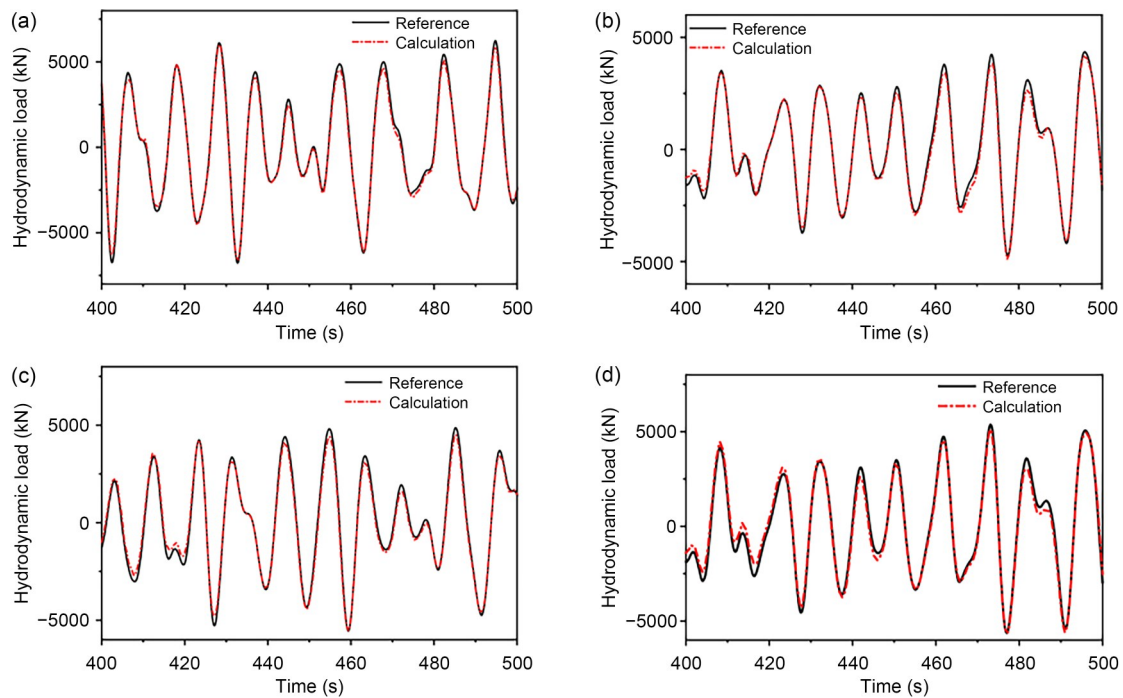 (a)
Reference
Calculation
5000
0
−5000
Hydrodynamic load (kN)
400 420 440 460 480 500
Time (s)
(b)
Reference
Calculation
5000
0
−5000
Hydrodynamic load (kN)
400 420 440 460 480 500
Time (s)
(c)
Reference
Calculation
5000
0
−5000
Hydrodynamic load (kN)
400 420 440 460 480 500
Time (s)
(d)
Reference
Calculation
5000
0
−5000
Hydrodynamic load (kN)
400 420 440 460 480 500
Time (s)